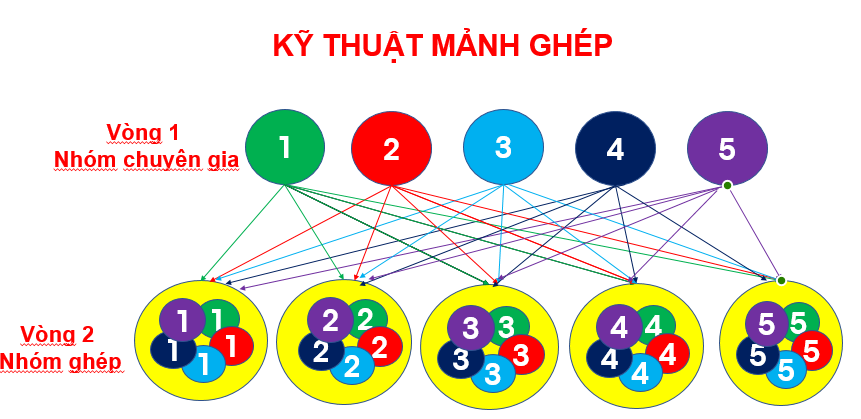 KỸ THUẬT MẢNH GHÉP
Vòng 1
Nhóm chuyên gia
1 2 3 4 5
Vòng 2
Nhóm ghép
1 1 1 1 1
2 2 2 2 2
3 3 3 3 3
4 4 4 4 4
5 5 5 5 5